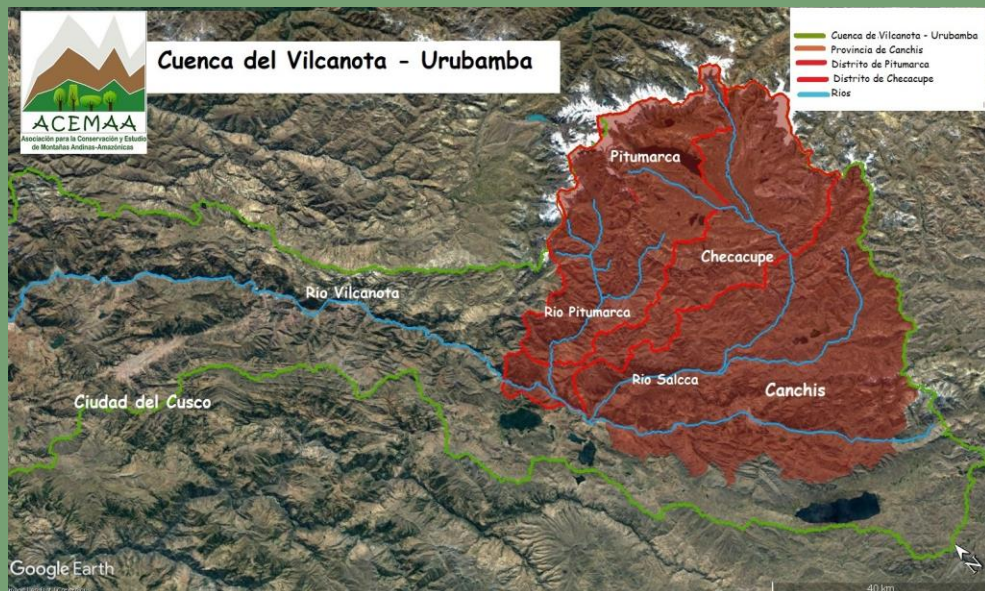 ACEMAA
Asociación para la Conservación y Estudio
de Montañas Andinas-Amazónicas
Cuenca del Vilcanota - Urubamba
Cuenca de Vilcanota - Urubamba
Provincia de Canchis
Distrito de Pitumarca
Distrito de Checacupe
Rios
Pitumarca
Checacupe
Rio Vilcanota
Rio Pitumarca
Rio Salcca
Canchis
Ciudad del Cusco
Google Earth
N
40 km